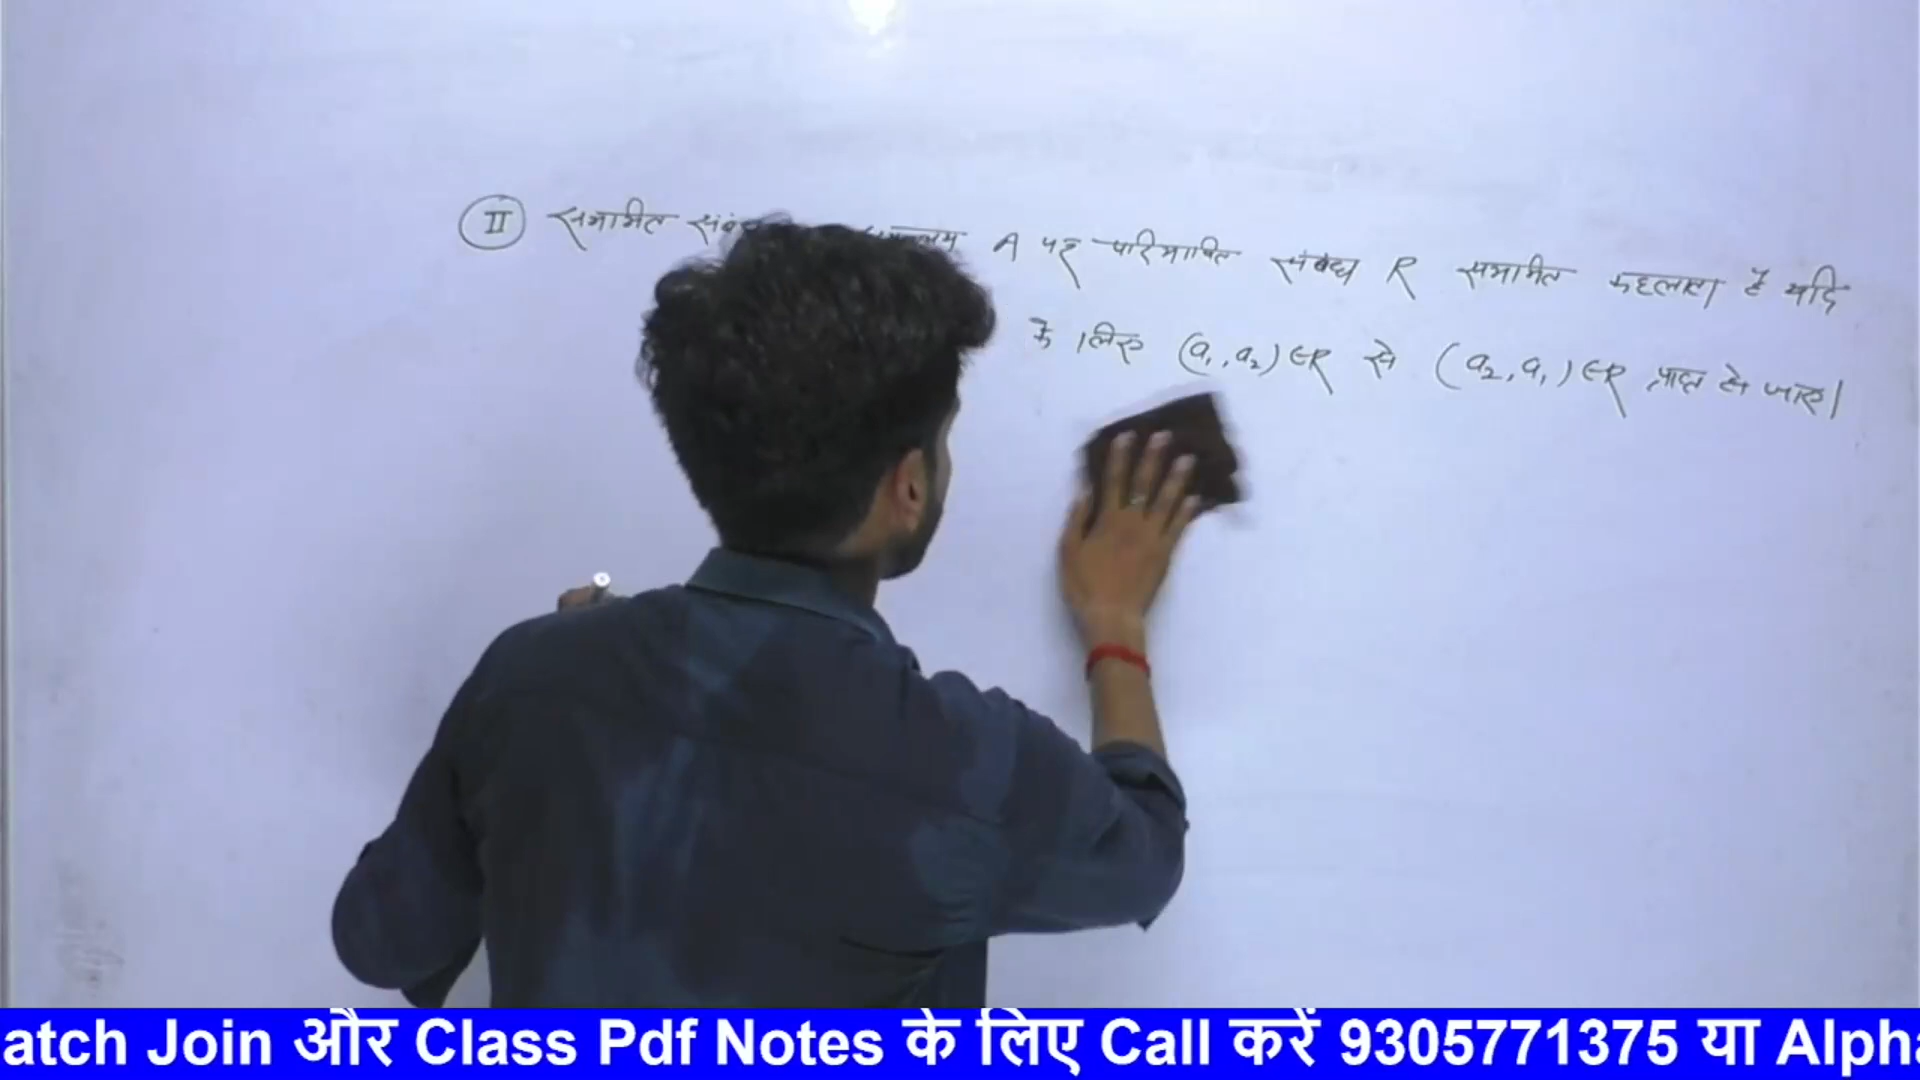 II सममित संबंध A पर परिभाषित संबंध R सममित कहलाता है यदि
के लिए (a₁, a₂) ∈ R से (a₂, a₁) ∈ R प्राप्त हो जाए।
atch Join और Class Pdf Notes के लिए Call करें 9305771375 या Alpha